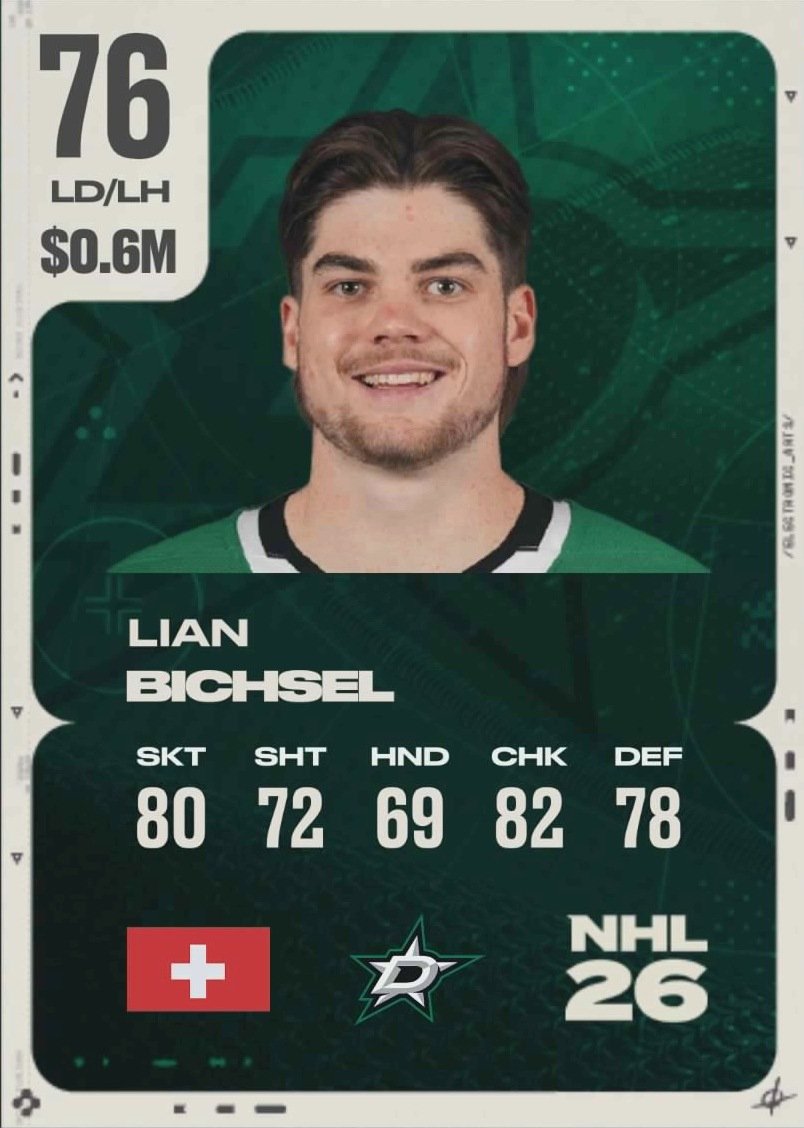 76
LD/LH
$0.6M
LIAN
BICHSEL
SKT SHT HND CHK DEF
80 72 69 82 78
D
NHL
26
/ELECTRONIC_ARTS/